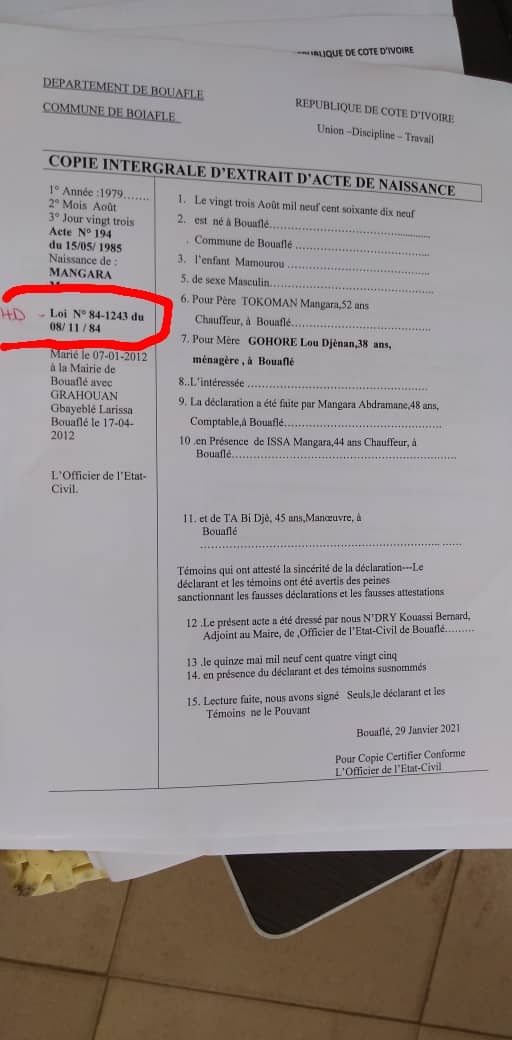 REPUBLIQUE DE COTE D'IVOIRE
DEPARTEMENT DE BOUAFLE
COMMUNE DE BOIAFLE
REPUBLIQUE DE COTE D'IVOIRE
Union –Discipline – Travail
COPIE INTERGRALE D'EXTRAIT D'ACTE DE NAISSANCE
1° Année :1979…….
2° Mois Août
3° Jour vingt trois
Acte N° 194
du 15/05/ 1985
Naissance de :
MANGARA
HD - Loi N° 84-1243 du
08/ 11 / 84
Marié le 07-01-2012
à la Mairie de
Bouaflé avec
GRAHOUAN
Gbayeblé Larissa
Bouaflé le 17-04-
2012
L'Officier de l'Etat-
Civil.
1. Le vingt trois Août mil neuf cent soixante dix neuf
2. est né à Bouaflé…………………………………...............
. Commune de Bouaflé ……………………………….
3. l'enfant Mamourou ………………………………….
5. de sexe Masculin……………………………………….
6. Pour Père TOKOMAN Mangara,52 ans
Chauffeur, à Bouaflé………………………………….
7. Pour Mère GOHORE Lou Djènan,38 ans,
ménagère , à Bouaflé
8..L'intéressée ……………………………………………
9. La déclaration a été faite par Mangara Abdramane,48 ans,
Comptable,à Bouaflé………………………………………
10 .en Présence de ISSA Mangara,44 ans Chauffeur, à
Bouaflé………………………………………………………
11. et de TA Bi Djè, 45 ans,Manœuvre, à
Bouaflé
………………………………………………………….. ……
Témoins qui ont attesté la sincérité de la déclaration---Le
déclarant et les témoins ont été avertis des peines
sanctionnant les fausses déclarations et les fausses attestations
12 .Le présent acte a été dressé par nous N'DRY Kouassi Bernard,
Adjoint au Maire, de ,Officier de l'Etat-Civil de Bouaflé………
13 .le quinze mai mil neuf cent quatre vingt cinq
14. en présence du déclarant et des témoins susnommés
15. Lecture faite, nous avons signé Seuls,le déclarant et les
Témoins ne le Pouvant
Bouaflé, 29 Janvier 2021
Pour Copie Certifier Conforme
L'Officier de l'Etat-Civil